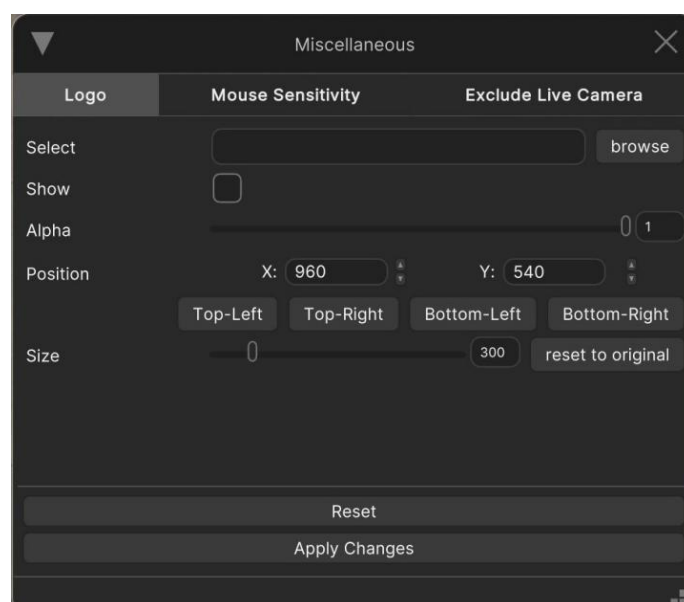 Miscellaneous
Logo Mouse Sensitivity Exclude Live Camera
Select browse
Show
Alpha 1
Position X: 960 Y: 540
Top-Left Top-Right Bottom-Left Bottom-Right
Size 300 reset to original
Reset
Apply Changes